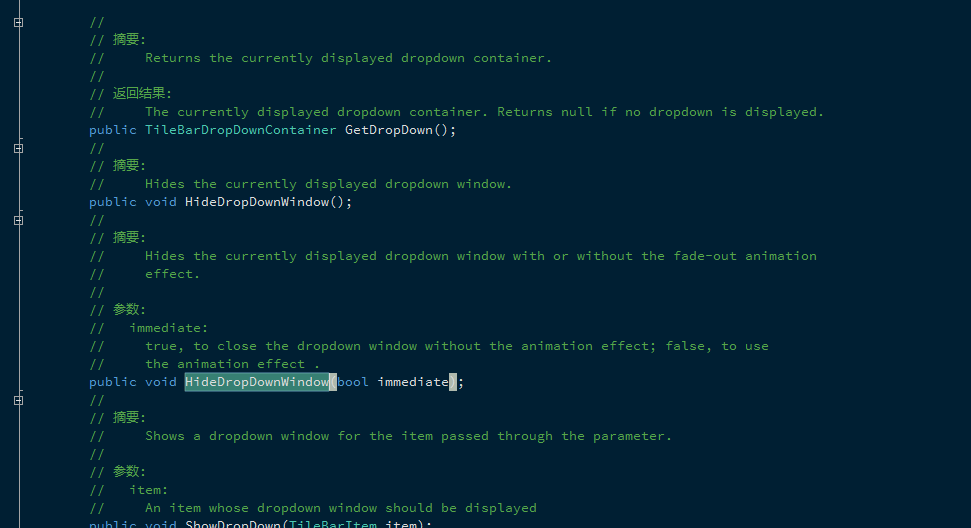 //
// 摘要:
//     Returns the currently displayed dropdown container.
//
// 返回结果:
//     The currently displayed dropdown container. Returns null if no dropdown is displayed.
public TileBarDropDownContainer GetDropDown();
//
// 摘要:
//     Hides the currently displayed dropdown window.
public void HideDropDownWindow();
//
// 摘要:
//     Hides the currently displayed dropdown window with or without the fade-out animation
//     effect.
//
// 参数:
//   immediate:
//     true, to close the dropdown window without the animation effect; false, to use
//     the animation effect .
public void HideDropDownWindow(bool immediate);
//
// 摘要:
//     Shows a dropdown window for the item passed through the parameter.
//
// 参数:
//   item:
//     An item whose dropdown window should be displayed
public void ShowDropDown(TileBarItem item);